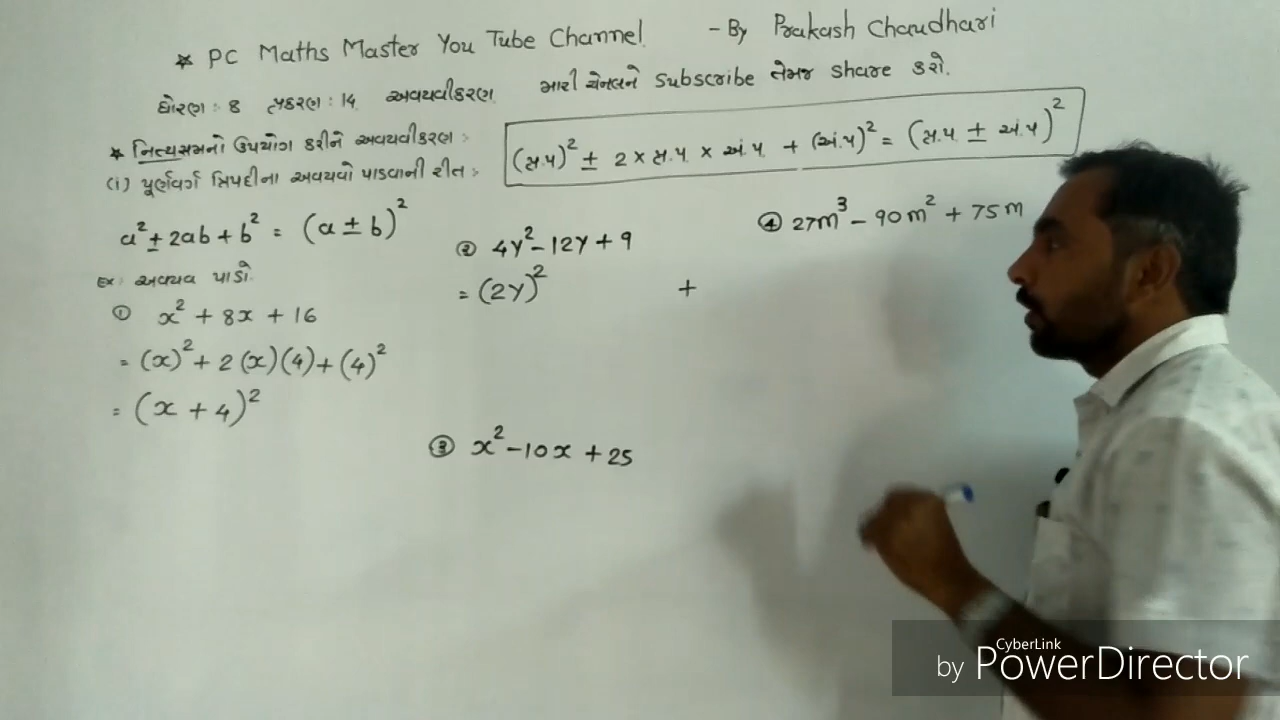 * PC Maths Master You Tube Channel. - By Prakash Chaudhari
ધોરણ : 8 પ્રકરણ : 14 અવયવીકરણ મારી ચેનલને Subscribe તેમજ share કરો.
* નિત્યસમનો ઉપયોગ કરીને અવયવીકરણ :-
(સ.પ)² ± 2 × સ.પ × અં.પ + (અં.પ)² = (સ.પ ± અં.પ)²
(i) પૂર્ણવર્ગ ત્રિપદીના અવયવો પાડવાની રીત :-
a² ± 2ab + b² = (a ± b)²
Ex: અવયવ પાડો.
① x² + 8x + 16
= (x)² + 2(x)(4) + (4)²
= (x + 4)²
② 4y² - 12y + 9
= (2y)² +
③ x² - 10x + 25
④ 27m³ - 90m² + 75m
CyberLink
by PowerDirector